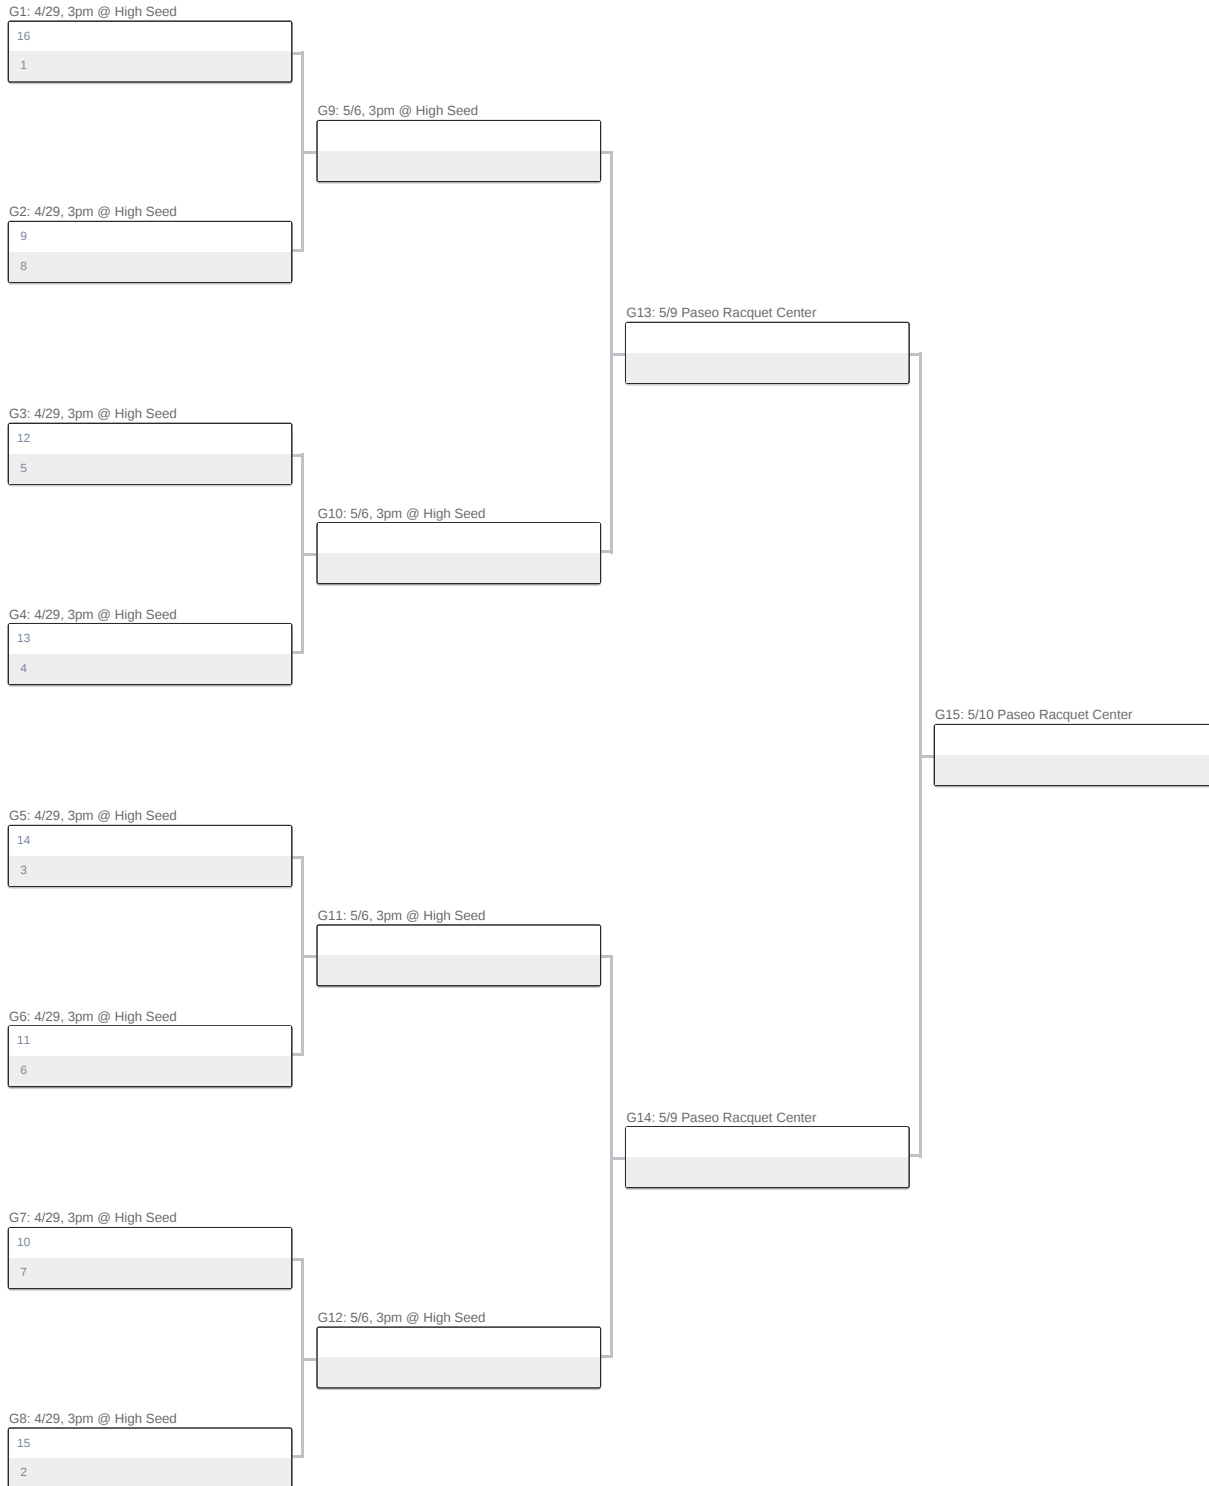 G1: 4/29, 3pm @ High Seed
16
1
G9: 5/6, 3pm @ High Seed
G2: 4/29, 3pm @ High Seed
9
8
G13: 5/9 Paseo Racquet Center
G3: 4/29, 3pm @ High Seed
12
5
G10: 5/6, 3pm @ High Seed
G4: 4/29, 3pm @ High Seed
13
4
G15: 5/10 Paseo Racquet Center
G5: 4/29, 3pm @ High Seed
14
3
G11: 5/6, 3pm @ High Seed
G6: 4/29, 3pm @ High Seed
11
6
G14: 5/9 Paseo Racquet Center
G7: 4/29, 3pm @ High Seed
10
7
G12: 5/6, 3pm @ High Seed
G8: 4/29, 3pm @ High Seed
15
2